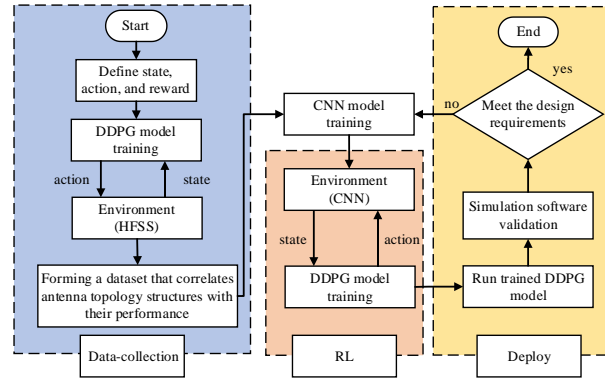 Start
Define state,
action, and reward
DDPG model
training
action
state
Environment
(HFSS)
Forming a dataset that correlates
antenna topology structures with
their performance
Data-collection
CNN model
training
Environment
(CNN)
state
action
DDPG model
training
RL
End
yes
no
Meet the design
requirements
Simulation software
validation
Run trained DDPG
model
Deploy